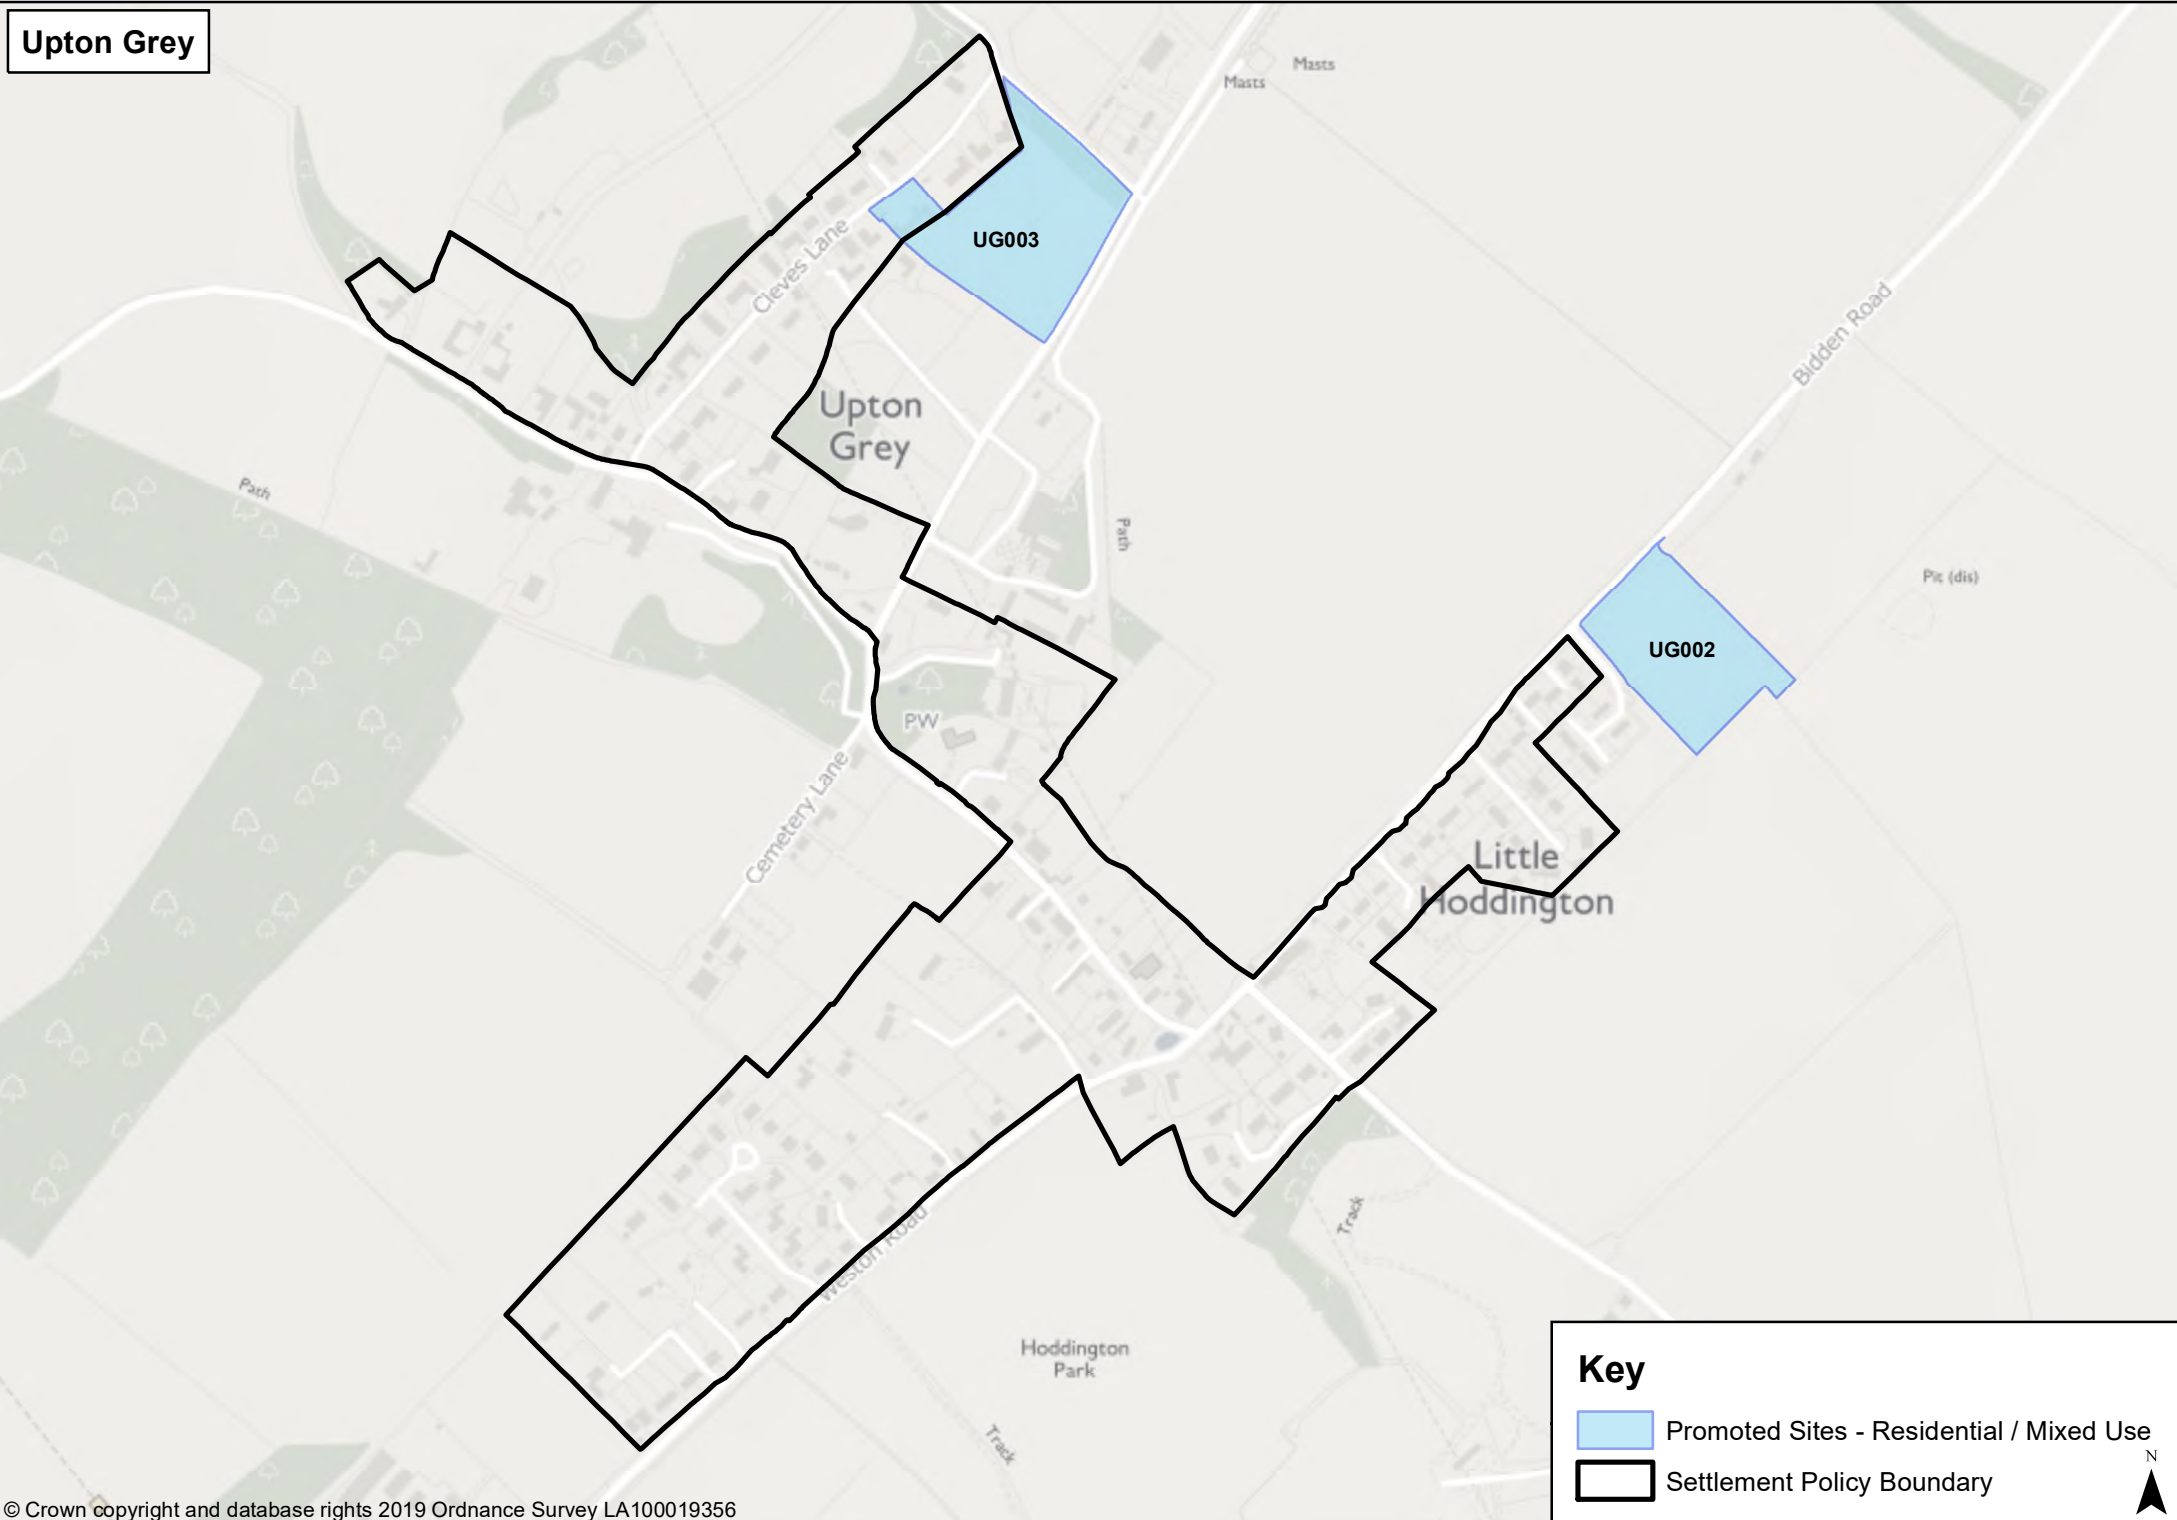 Upton Grey
Masts
Masts
UG003
Cleves Lane
Bidden Road
Upton
Grey
Path
Path
Pit (dis)
UG002
PW
Cemetery Lane
Little
Hoddington
Track
Weston Road
Hoddington
Park
Track
Key
Promoted Sites - Residential / Mixed Use
Settlement Policy Boundary
N
© Crown copyright and database rights 2019 Ordnance Survey LA100019356